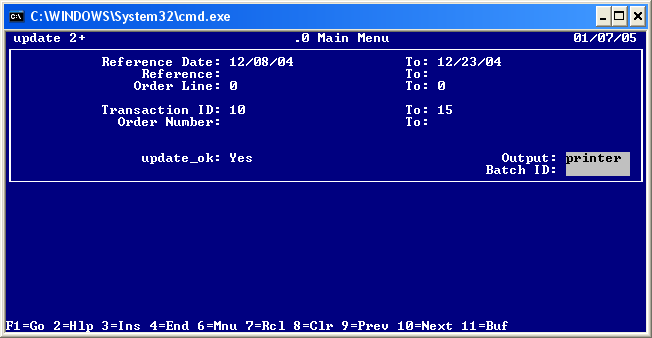 C:\WINDOWS\System32\cmd.exe
update 2+ .0 Main Menu 01/07/05
Reference Date: 12/08/04 To: 12/23/04
Reference: To:
Order Line: 0 To: 0
Transaction ID: 10 To: 15
Order Number: To:
update_ok: Yes Output: printer
Batch ID:
F1=Go 2=Hlp 3=Ins 4=End 6=Mnu 7=Rcl 8=Clr 9=Prev 10=Next 11=Buf